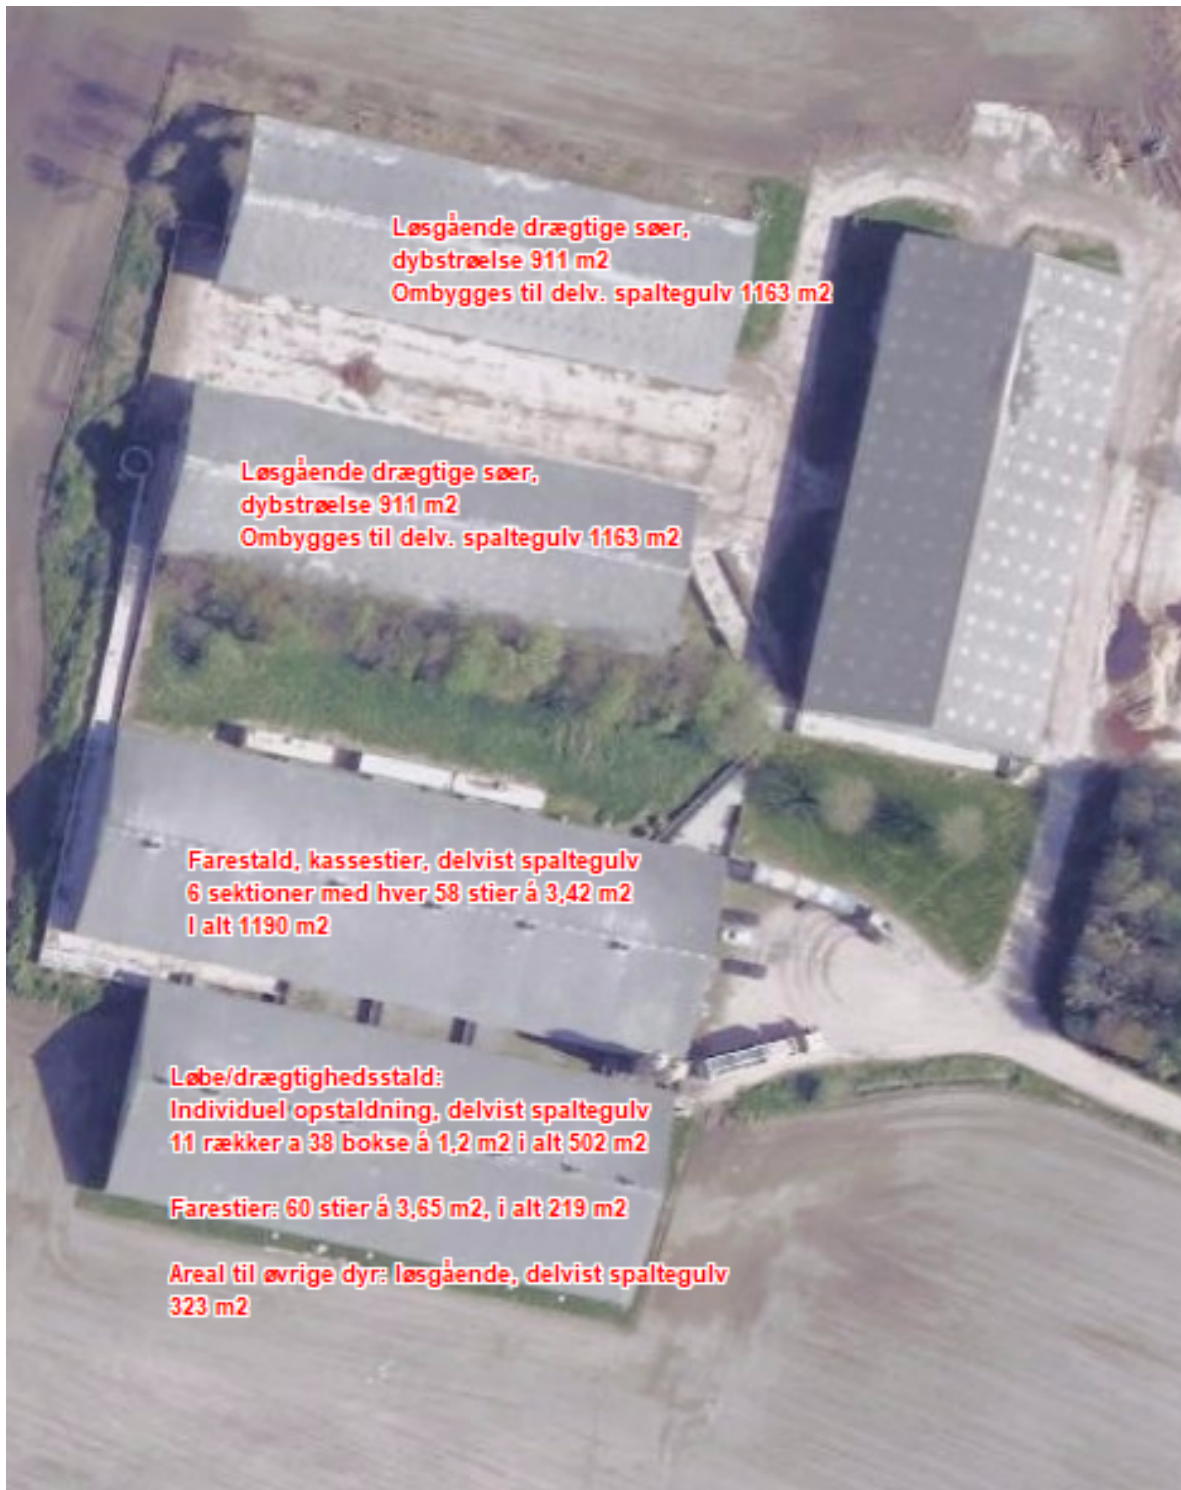 Løsgående drægtige søer,
dybstrøelse 911 m2
Ombygges til delv. spaltegulv 1163 m2
Løsgående drægtige søer,
dybstrøelse 911 m2
Ombygges til delv. spaltegulv 1163 m2
Farestald, kassestier, delvist spaltegulv
6 sektioner med hver 58 stier á 3,42 m2
I alt 1190 m2
Løbe/drægtighedsstald:
Individuel opstaldning, delvist spaltegulv
11 rækker a 38 bokse á 1,2 m2 i alt 502 m2
Farestier: 60 stier á 3,65 m2, i alt 219 m2
Areal til øvrige dyr: løsgående, delvist spaltegulv
323 m2